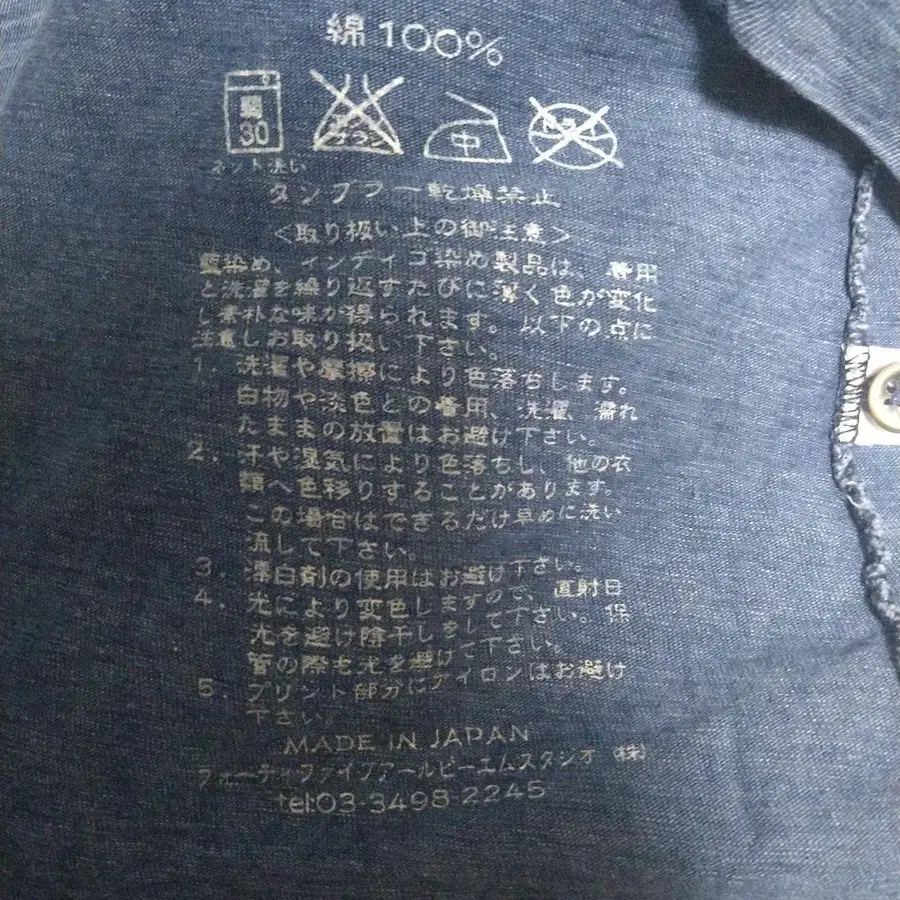 綿100%
弱 30 エンソ サラシ 中 ドライ
ネット洗い
タンブラー乾燥禁止
<取り扱い上の御注意>
藍染め、インディゴ染め製品は、着用
と洗濯を繰り返すたびに薄く色が変化
し素朴な味が得られます。以下の点に
注意しお取り扱い下さい。
1. 洗濯や摩擦により色落ちします。
白物や淡色との着用、洗濯、濡れ
たままの放置はお避け下さい。
2. 汗や湿気により色落ちし、他の衣
類へ色移りすることがあります。
この場合はできるだけ早めに洗い
流して下さい。
3. 漂白剤の使用はお避け下さい。
4. 光により変色しますので、直射日
光を避け陰干しをして下さい。保
管の際も光を避けて下さい。
5. プリント部分にアイロンはお避け
下さい。
MADE IN JAPAN
フォーティファイブアールピーエムスタジオ(株)
tel:03-3498-2245